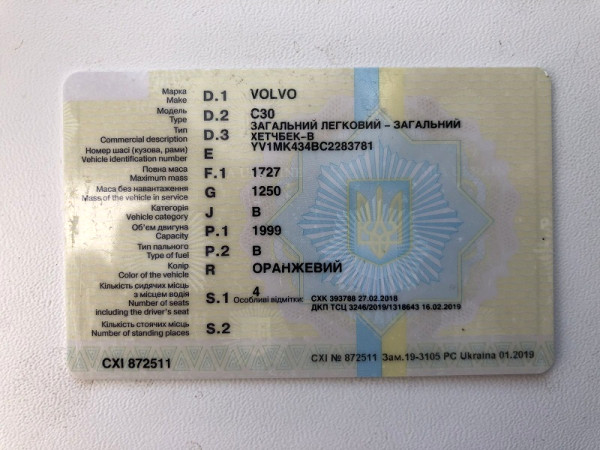 Марка
Make D.1 VOLVO
Модель
Type D.2 C30
Тип
Commercial description D.3 ЗАГАЛЬНИЙ ЛЕГКОВИЙ - ЗАГАЛЬНИЙ
ХЕТЧБЕК-В
Номер шасі (кузова, рами)
Vehicle identification number E YV1MK434BC2283781
Повна маса
Maximum mass F.1 1727
Маса без навантаження
Mass of the vehicle in service G 1250
Категорія
Vehicle category J B
Об'єм двигуна
Capacity P.1 1999
Тип пального
Type of fuel P.2 B
Колір
Color of the vehicle R ОРАНЖЕВИЙ
Кількість сидячих місць
з місцем водія
Number of seats
including the driver's seat S.1 4 Особливі відмітки: СХК 393788 27.02.2018
ДКП ТСЦ 3246/2019/1318643 16.02.2019
Кількість стоячих місць
Number of standing places S.2
СХІ 872511 СХІ № 872511 Зам.19-3105 PC Ukraina 01.2019